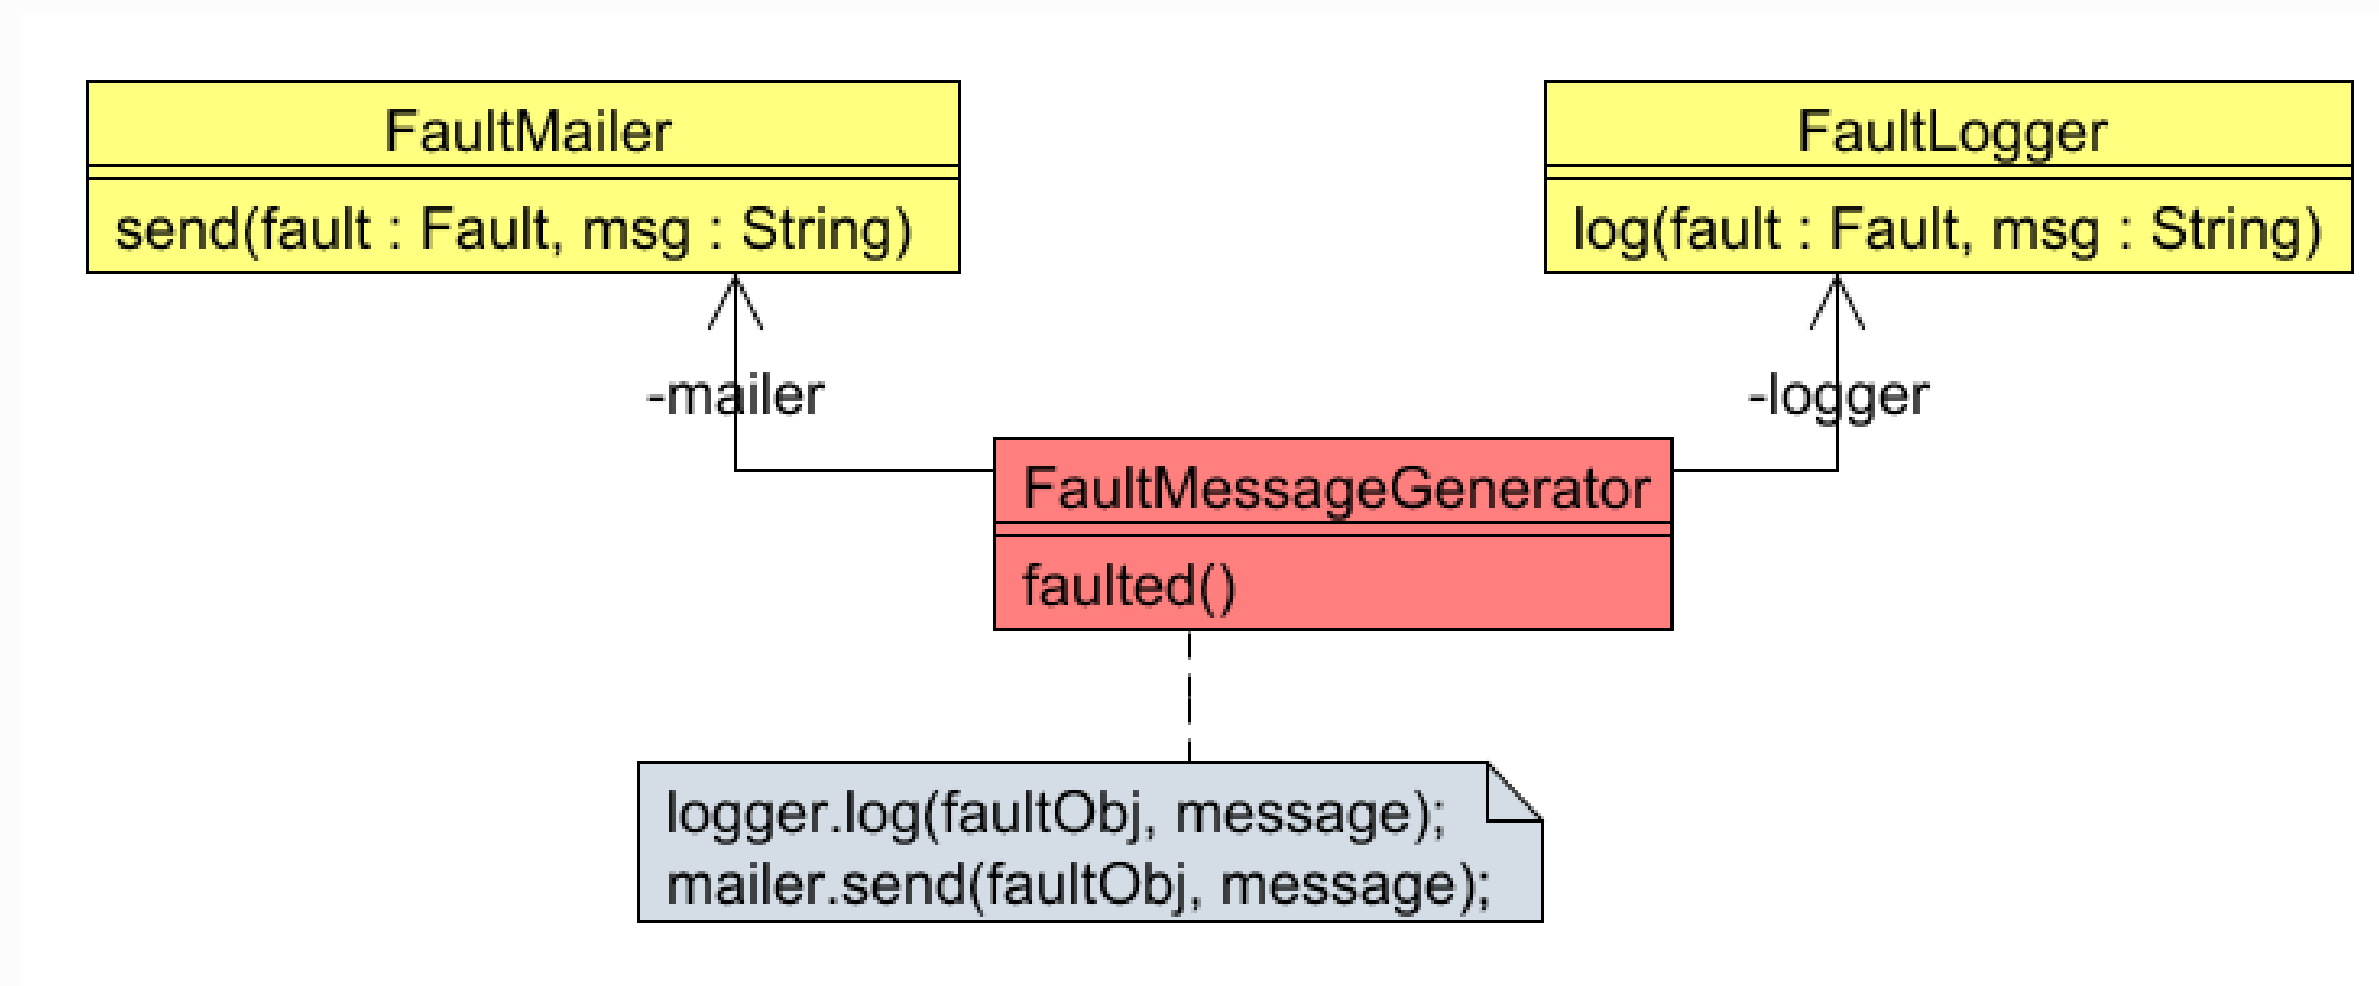 FaultMailer
send(fault : Fault, msg : String)
FaultLogger
log(fault : Fault, msg : String)
-mailer
-logger
FaultMessageGenerator
faulted()
logger.log(faultObj, message);
mailer.send(faultObj, message);